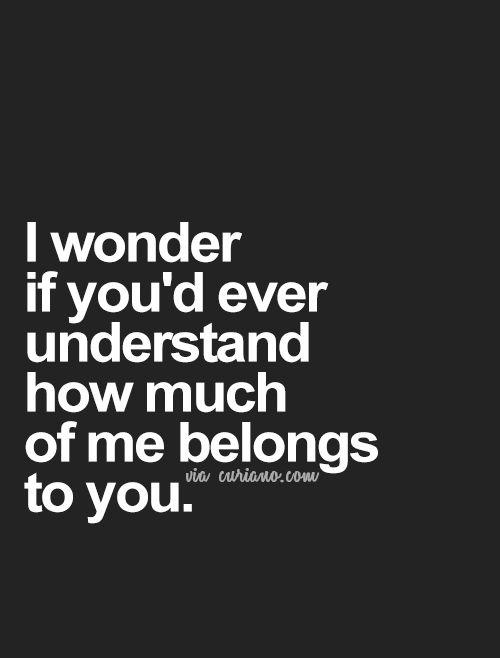 I wonder
if you'd ever
understand
how much
of me belongs
to you.
via curiano.com